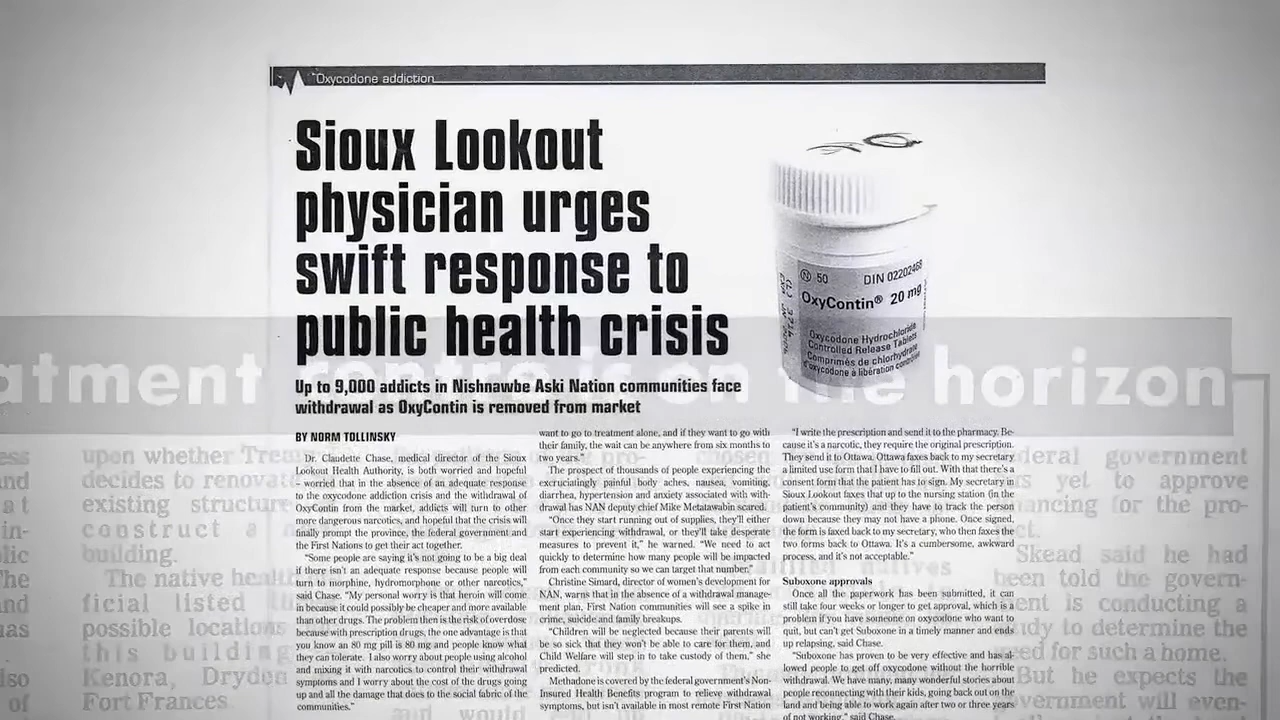 Oxycodone addiction
Sioux Lookout
physician urges
swift response to
public health crisis
Up to 9,000 addicts in Nishnawbe Aski Nation communities face
withdrawal as OxyContin is removed from market
BY NORM TOLLINSKY
Dr. Claudette Chase, medical director of the Sioux
Lookout Health Authority, is both worried and hopeful
– worried that in the absence of an adequate response
to the oxycodone addiction crisis and the withdrawal of
OxyContin from the market, addicts will turn to other
more dangerous narcotics, and hopeful that the crisis will
finally prompt the province, the federal government and
the First Nations to get their act together.
"Some people are saying it's not going to be a big deal
if there isn't an adequate response because people will
turn to morphine, hydromorphone or other narcotics,"
said Chase. "My personal worry is that heroin will come
in because it could possibly be cheaper and more available
than other drugs. The problem then is the risk of overdose
because with prescription drugs, the one advantage is that
you know an 80 mg pill is 80 mg and people know what
they can tolerate. I also worry about people using alcohol
and mixing it with narcotics to control their withdrawal
symptoms and I worry about the cost of the drugs going
up and all the damage that does to the social fabric of the
communities."
want to go to treatment alone, and if they want to go with
their family, the wait can be anywhere from six months to
two years."
The prospect of thousands of people experiencing the
excruciatingly painful body aches, nausea, vomiting,
diarrhea, hypertension and anxiety associated with with-
drawal has NAN deputy chief Mike Metatawabin scared.
"Once they start running out of supplies, they'll either
start experiencing withdrawal, or they'll take desperate
measures to prevent it," he warned. "We need to act
quickly to determine how many people will be impacted
from each community so we can target that number."
Christine Simard, director of women's development for
NAN, warns that in the absence of a withdrawal manage-
ment plan, First Nation communities will see a spike in
crime, suicide and family breakups.
"Children will be neglected because their parents will
be so sick that they won't be able to care for them, and
Child Welfare will step in to take custody of them," she
predicted.
Methadone is covered by the federal government's Non-
Insured Health Benefits program to relieve withdrawal
symptoms, but isn't available in most remote First Nation
"I write the prescription and send it to the pharmacy. Be-
cause it's a narcotic, they require the original prescription.
They send it to Ottawa. Ottawa faxes back to my secretary
a limited use form that I have to fill out. With that there's a
consent form that the patient has to sign. My secretary in
Sioux Lookout faxes that up to the nursing station (in the
patient's community) and they have to track the person
down because they may not have a phone. Once signed,
the form is faxed back to my secretary, who then faxes the
two forms back to Ottawa. It's a cumbersome, awkward
process, and it's not acceptable."
Suboxone approvals
Once all the paperwork has been submitted, it can
still take four weeks or longer to get approval, which is a
problem if you have someone on oxycodone who want to
quit, but can't get Suboxone in a timely manner and ends
up relapsing, said Chase.
"Suboxone has proven to be very effective and has al-
lowed people to get off oxycodone without the horrible
withdrawal. We have many, many wonderful stories about
people reconnecting with their kids, going back on the
land and being able to work again after two or three years
of not working," said Chase.
N 50 DIN 02202468
OxyContin® 20 mg
Oxycodone Hydrochloride
Controlled Release Tablets
Comprimés de chlorhydrate
d'oxycodone à libération
atment centre is on the horizon
upon whether
decides to renovat
existing structure
construct a
building.
The native health
ficial listed
possible locations
this building
Kenora, Dryden
Fort Frances
chosen
natives
and would
federal government
s yet to approve
ancing for the pro-
ct.
Skead said he had
been told the govern-
ent is conducting a
udy to determine the
eed for such a home.
But he expects the
vernment will even-